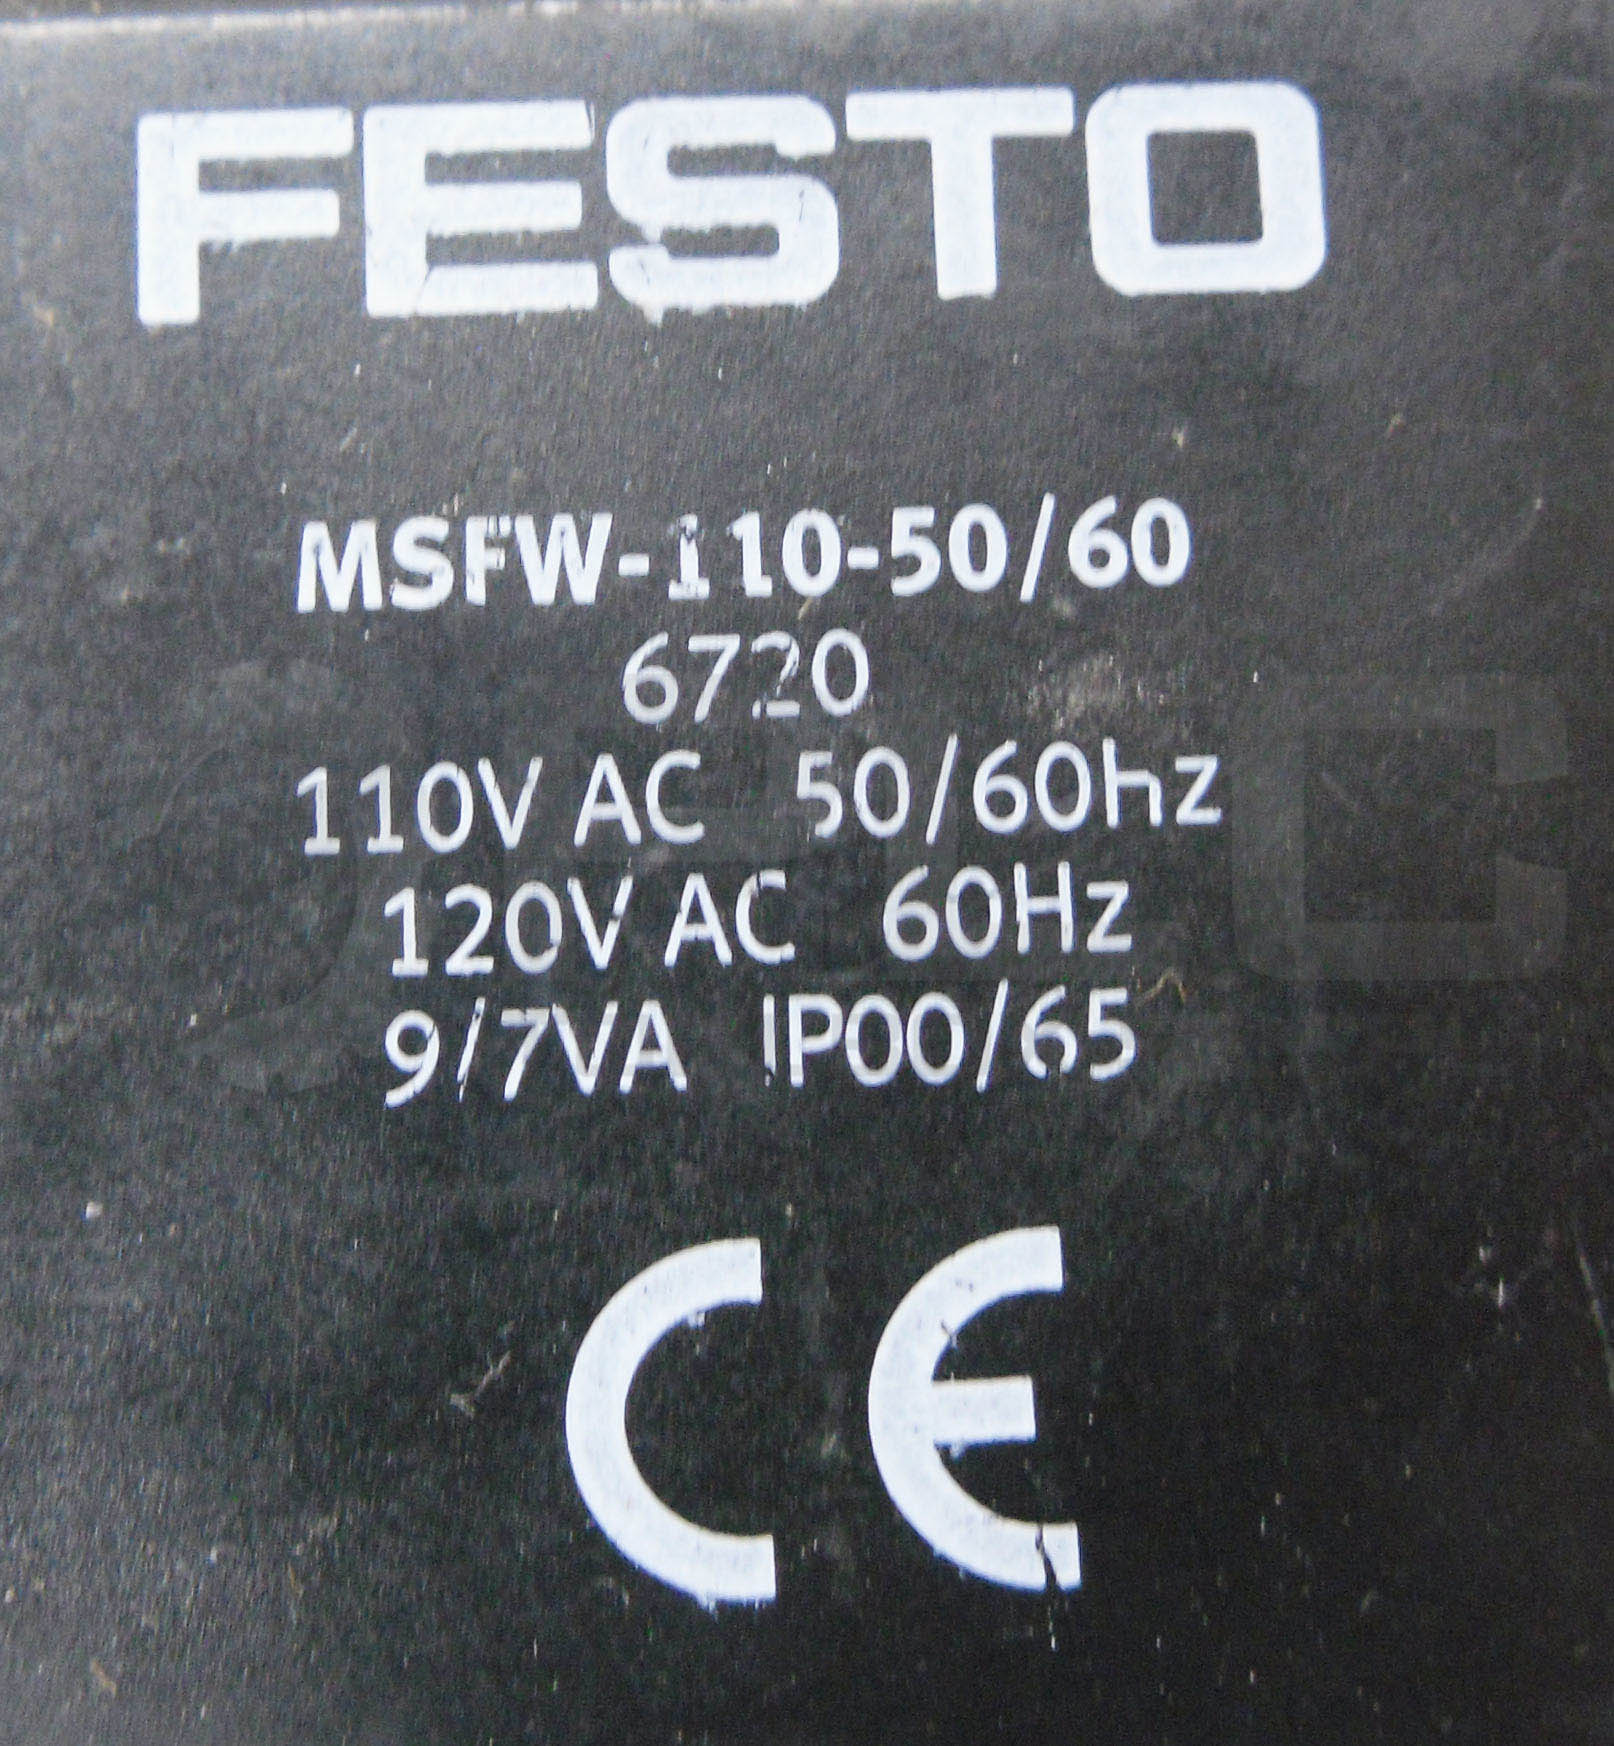 FESTO
MSFW-110-50/60
6720
110V AC 50/60hz
120V AC 60Hz
9/7VA IP00/65
CE